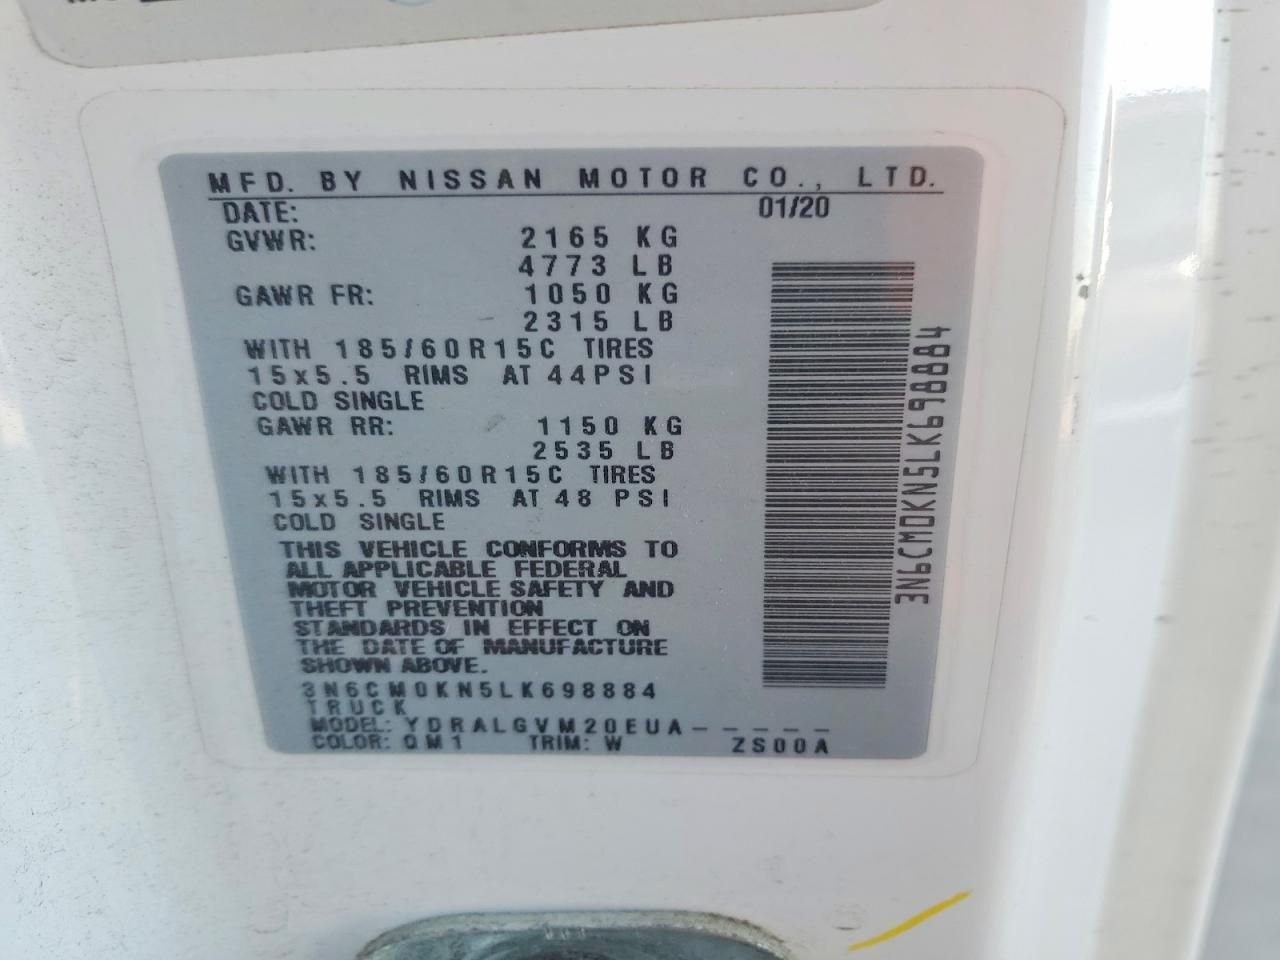 MFD. BY NISSAN MOTOR CO., LTD.
DATE: 01/20
GVWR: 2165 KG
4773 LB
GAWR FR: 1050 KG
2315 LB
WITH 185/60R15C TIRES
15x5.5 RIMS AT 44PSI
COLD SINGLE
GAWR RR: 1150 KG
2535 LB
WITH 185/60R15C TIRES
15x5.5 RIMS AT 48 PSI
COLD SINGLE
THIS VEHICLE CONFORMS TO
ALL APPLICABLE FEDERAL
MOTOR VEHICLE SAFETY AND
THEFT PREVENTION
STANDARDS IN EFFECT ON
THE DATE OF MANUFACTURE
SHOWN ABOVE.
3N6CM0KN5LK698884
TRUCK
MODEL: YDRALGVM20EUA-----
COLOR: QM1 TRIM: W ZS00A
3N6CM0KN5LK698884